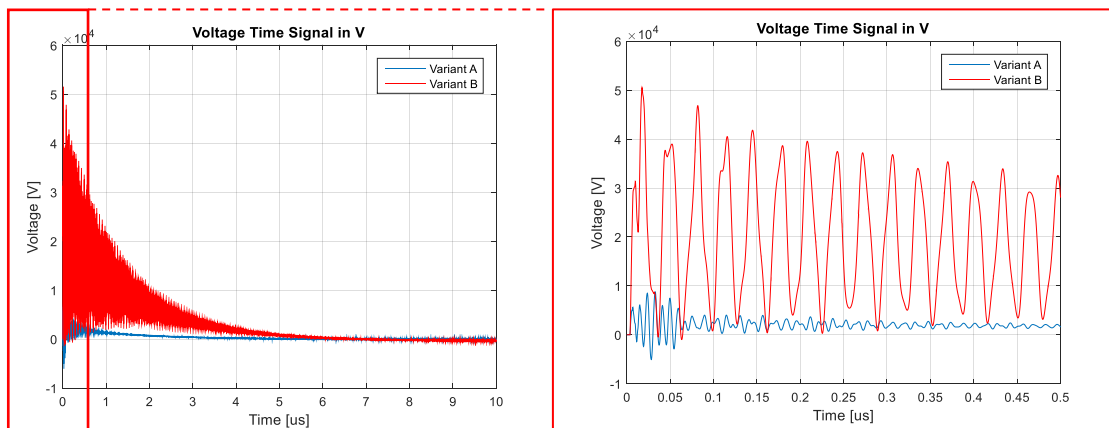 Voltage Time Signal in V
×10^4
6
5
4
3
2
1
0
-1
Voltage [V]
0 1 2 3 4 5 6 7 8 9 10
Time [us]
Variant A
Variant B
Voltage Time Signal in V
×10^4
6
5
4
3
2
1
0
-1
Voltage [V]
0 0.05 0.1 0.15 0.2 0.25 0.3 0.35 0.4 0.45 0.5
Time [us]
Variant A
Variant B